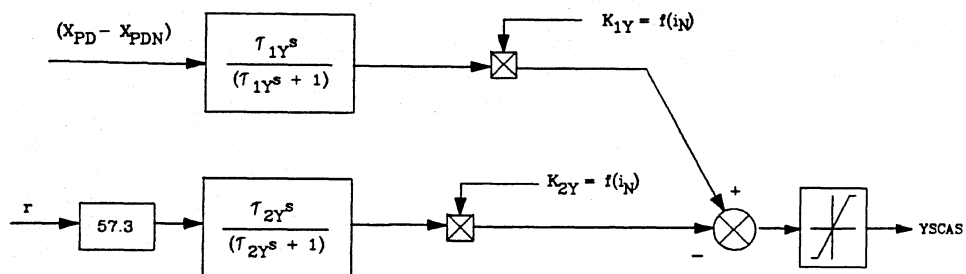 (X_PD - X_PDN)
τ_1Y s
(τ_1Y s + 1)
K_1Y = f(i_N)
r
57.3
τ_2Y s
(τ_2Y s + 1)
K_2Y = f(i_N)
+
−
YSCAS